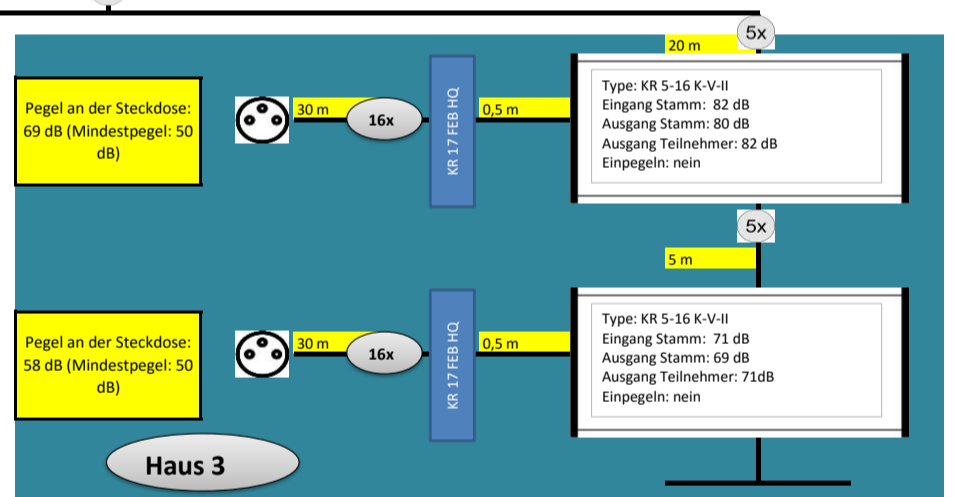 5x
20 m
Pegel an der Steckdose:
69 dB (Mindestpegel: 50
dB)
30 m
16x
KR 17 FEB HQ
0,5 m
Type: KR 5-16 K-V-II
Eingang Stamm:  82 dB
Ausgang Stamm: 80 dB
Ausgang Teilnehmer: 82 dB
Einpegeln: nein
5x
5 m
Pegel an der Steckdose:
58 dB (Mindestpegel: 50
dB)
30 m
16x
KR 17 FEB HQ
0,5 m
Type: KR 5-16 K-V-II
Eingang Stamm:  71 dB
Ausgang Stamm: 69 dB
Ausgang Teilnehmer: 71dB
Einpegeln: nein
Haus 3